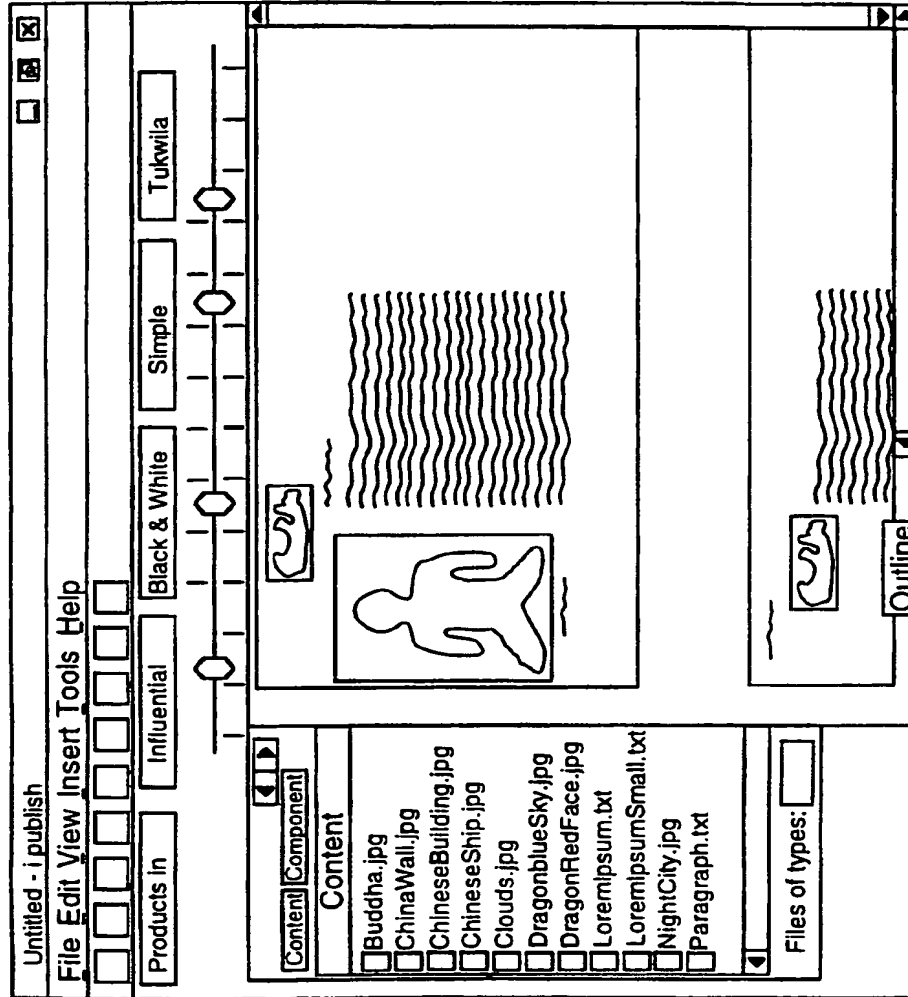 Untitled - i publish
File Edit View Insert Tools Help
Products in
Influential
Black & White
Simple
Tukwila
Content
Component
Content
Buddha.jpg
ChinaWall.jpg
ChineseBuilding.jpg
ChineseShip.jpg
Clouds.jpg
DragonblueSky.jpg
DragonRedFace.jpg
LoremIpsum.txt
LoremIpsumSmall.txt
NightCity.jpg
Paragraph.txt
Files of types:
Outline